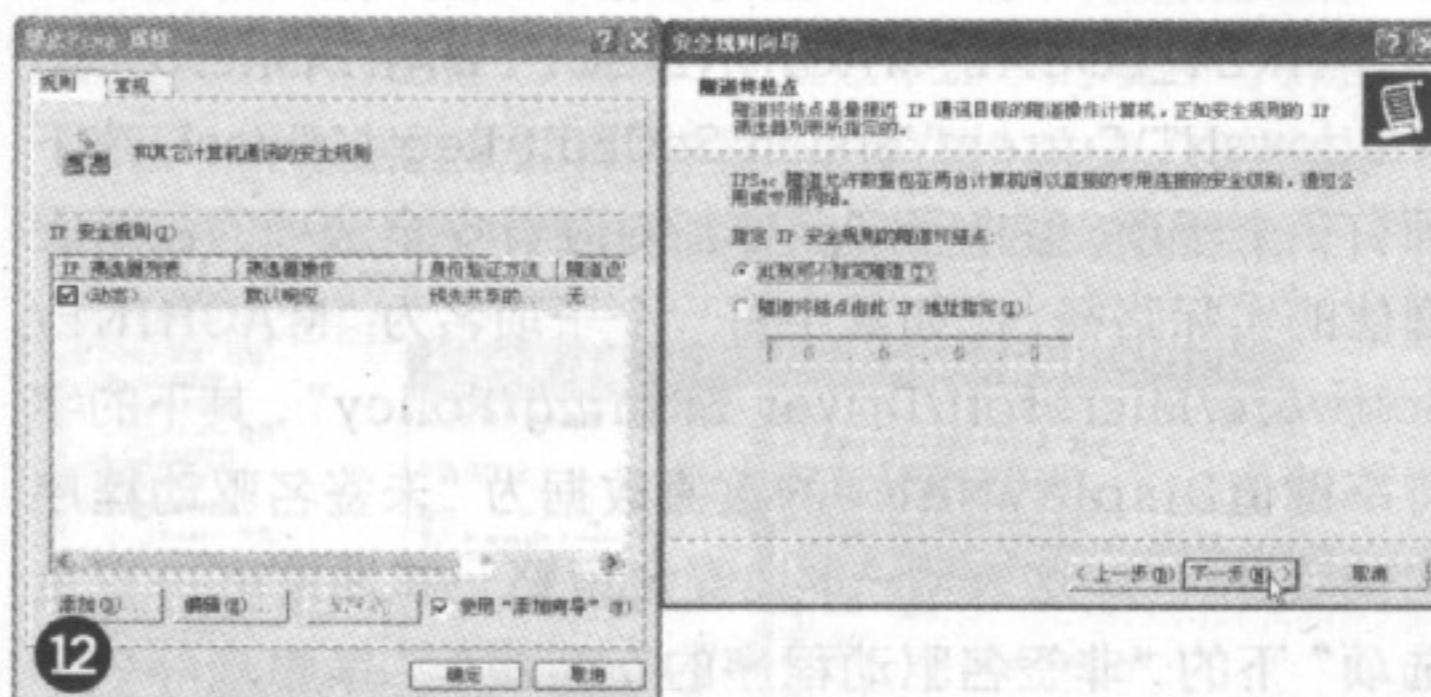 禁止Ping 属性
规则 常规
和其它计算机通讯的安全规则
IP 安全规则(I)
IP 筛选器列表 筛选器操作 身份验证方法 隧道设
<动态> 默认响应 预先共享的 无
添加(D)... 编辑(E)... 使用“添加向导”(W)
确定 取消
12
安全规则向导
隧道终结点
隧道终结点是最接近 IP 通讯目标的隧道操作计算机，正如安全规则的 IP
筛选器列表所指定的。
IPSec 隧道允许数据包在两台计算机间以直接的专用连接的安全级别，通过公
用或专用网络。
指定 IP 安全规则的隧道终结点:
此规则不指定隧道(T)
隧道终结点由此 IP 地址指定(I):
0 . 0 . 0 . 0
< 上一步(B) 下一步(N) > 取消